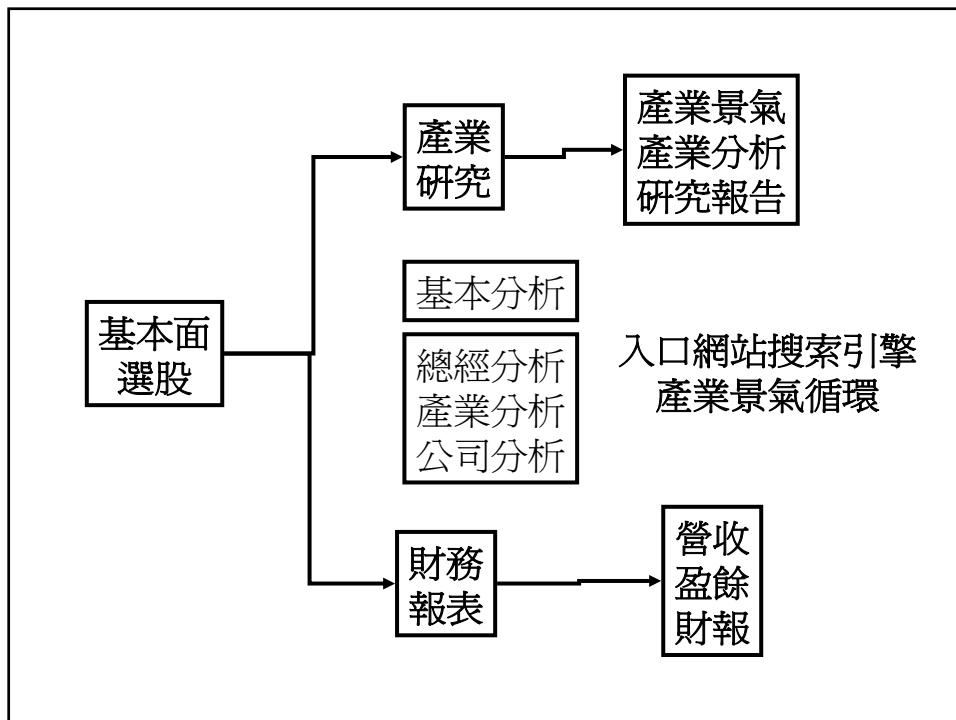 產業
研究
產業景氣
產業分析
研究報告
基本分析
基本面
選股
總經分析
產業分析
公司分析
入口網站搜索引擎
產業景氣循環
財務
報表
營收
盈餘
財報